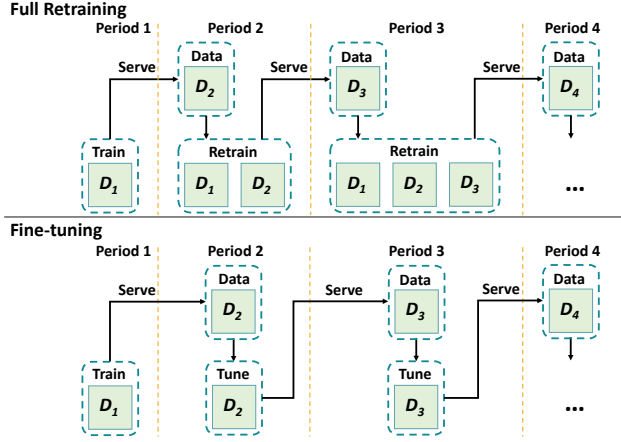 Full Retraining
Period 1 Period 2 Period 3 Period 4
Data Data Data
Serve Serve Serve
D2 D3 D4
Train Retrain Retrain
D1 D1 D2 D1 D2 D3 ...
Fine-tuning
Period 1 Period 2 Period 3 Period 4
Data Data Data
Serve Serve Serve
D2 D3 D4
Train Tune Tune
D1 D2 D3 ...